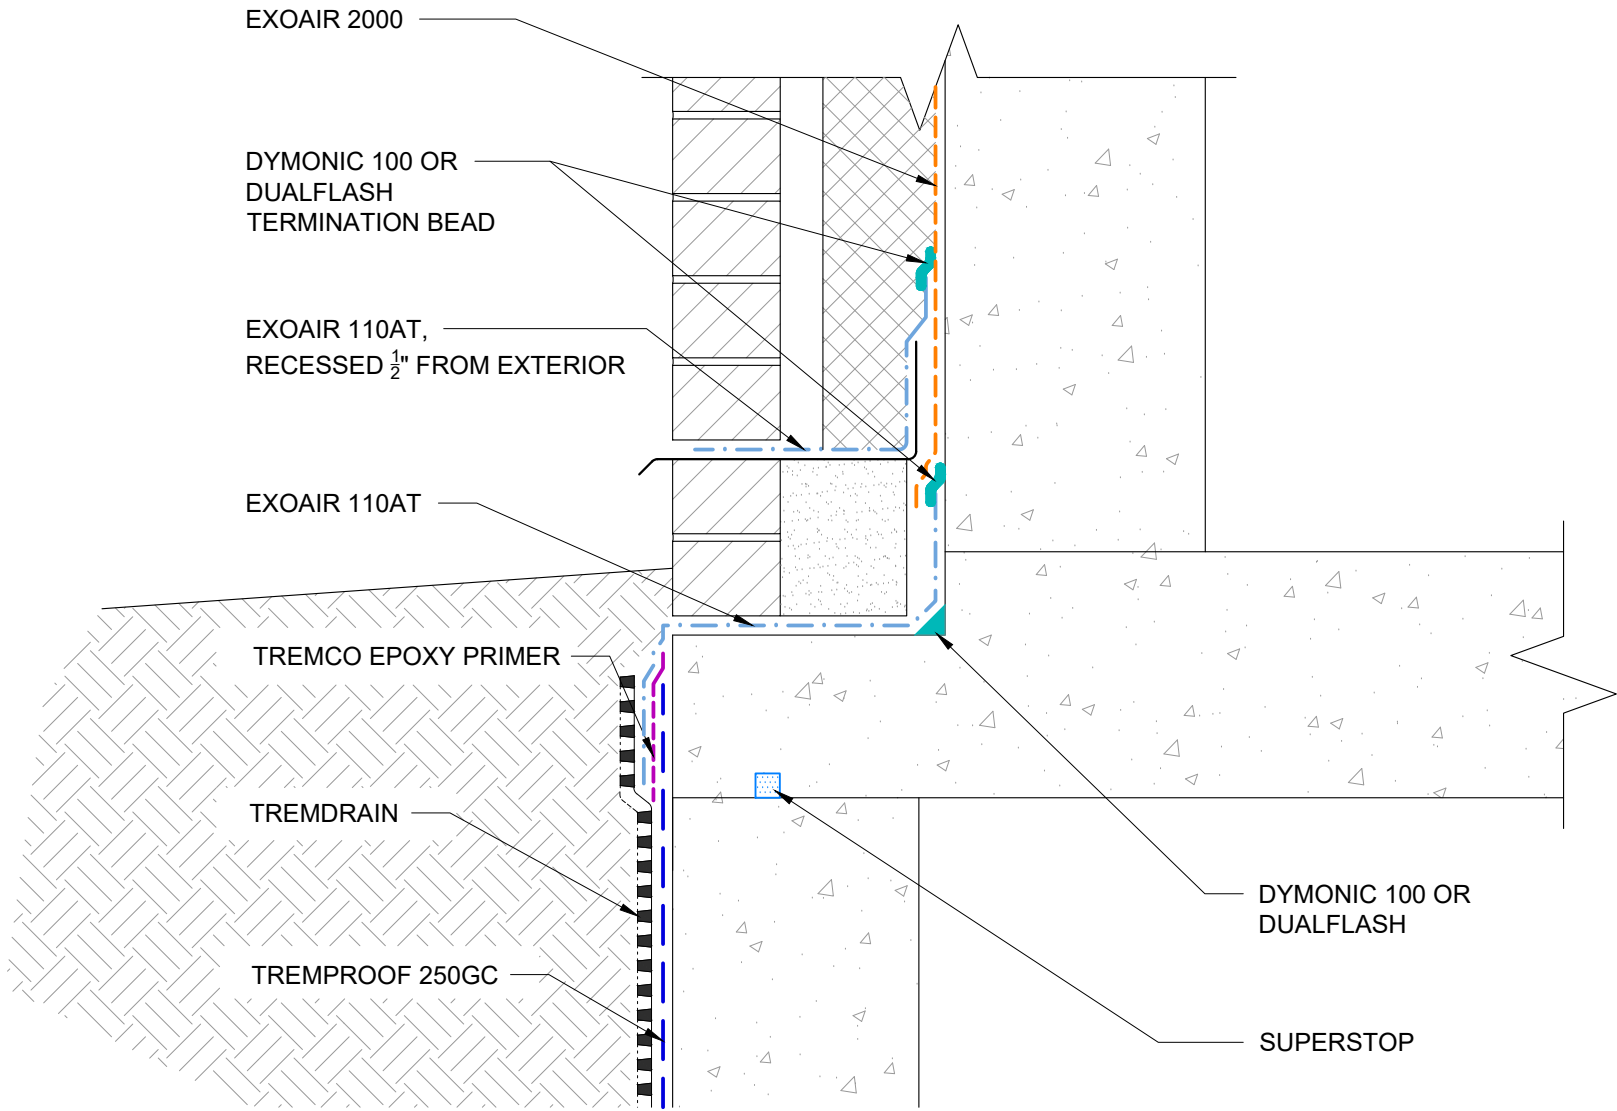 EXOAIR 2000
DYMONIC 100 OR
DUALFLASH
TERMINATION BEAD
EXOAIR 110AT,
RECESSED 1/2" FROM EXTERIOR
EXOAIR 110AT
TREMCO EPOXY PRIMER
TREMDRAIN
TREMPROOF 250GC
DYMONIC 100 OR
DUALFLASH
SUPERSTOP